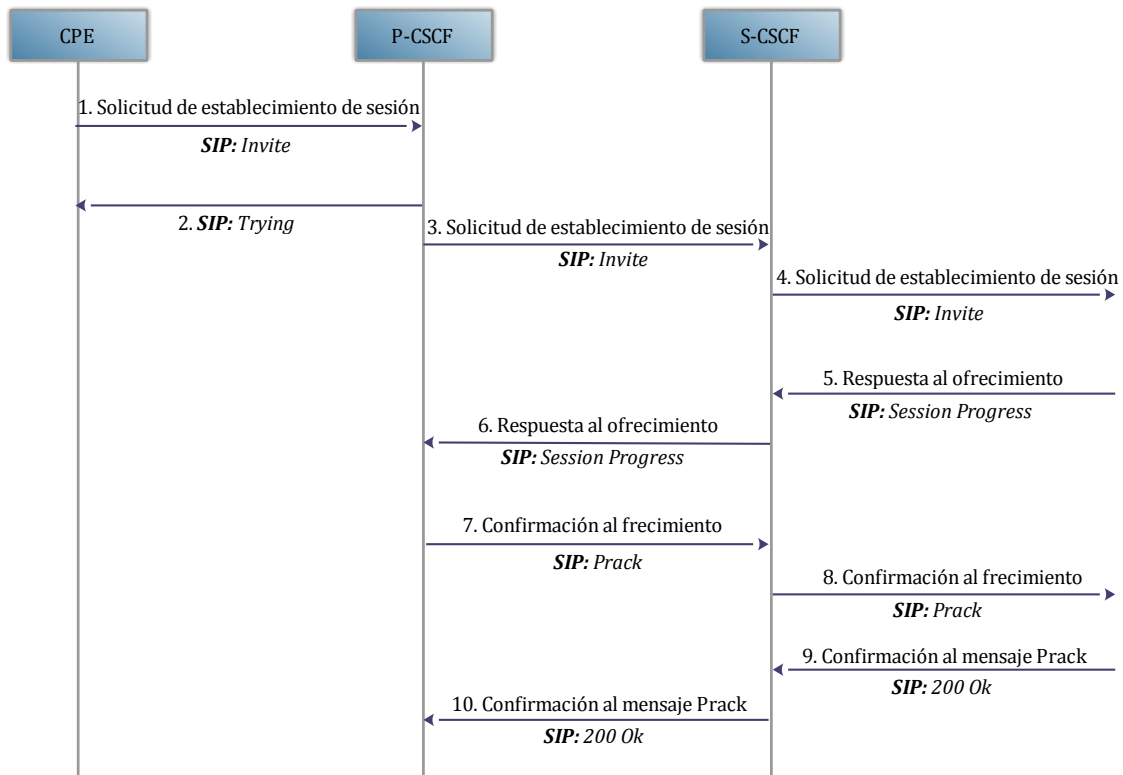 CPE
P-CSCF
S-CSCF
1. Solicitud de establecimiento de sesión
SIP: Invite
2. SIP: Trying
3. Solicitud de establecimiento de sesión
SIP: Invite
4. Solicitud de establecimiento de sesión
SIP: Invite
5. Respuesta al ofrecimiento
SIP: Session Progress
6. Respuesta al ofrecimiento
SIP: Session Progress
7. Confirmación al frecimiento
SIP: Prack
8. Confirmación al frecimiento
SIP: Prack
9. Confirmación al mensaje Prack
SIP: 200 Ok
10. Confirmación al mensaje Prack
SIP: 200 Ok